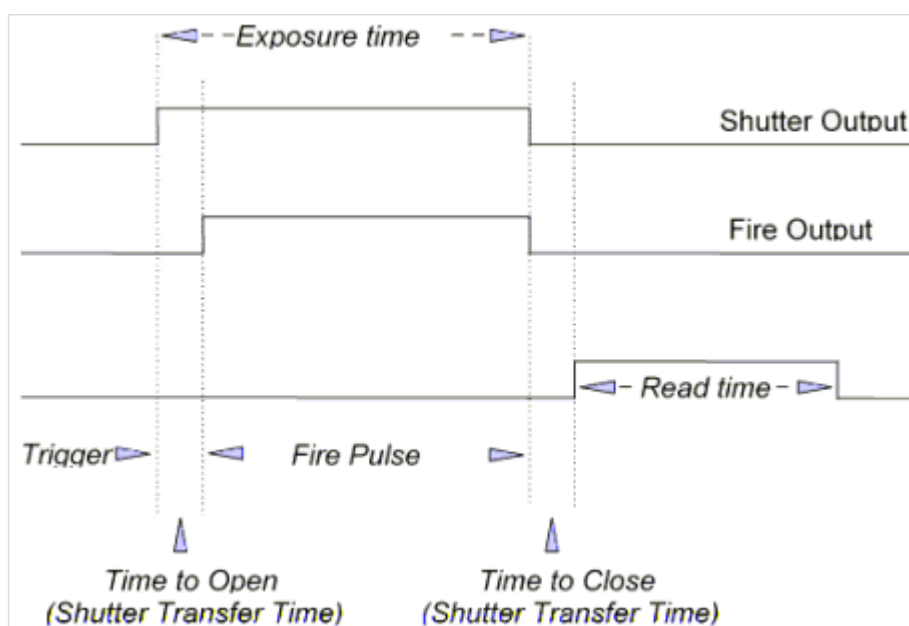 Exposure time
Shutter Output
Fire Output
Read time
Trigger
Fire Pulse
Time to Open
(Shutter Transfer Time)
Time to Close
(Shutter Transfer Time)